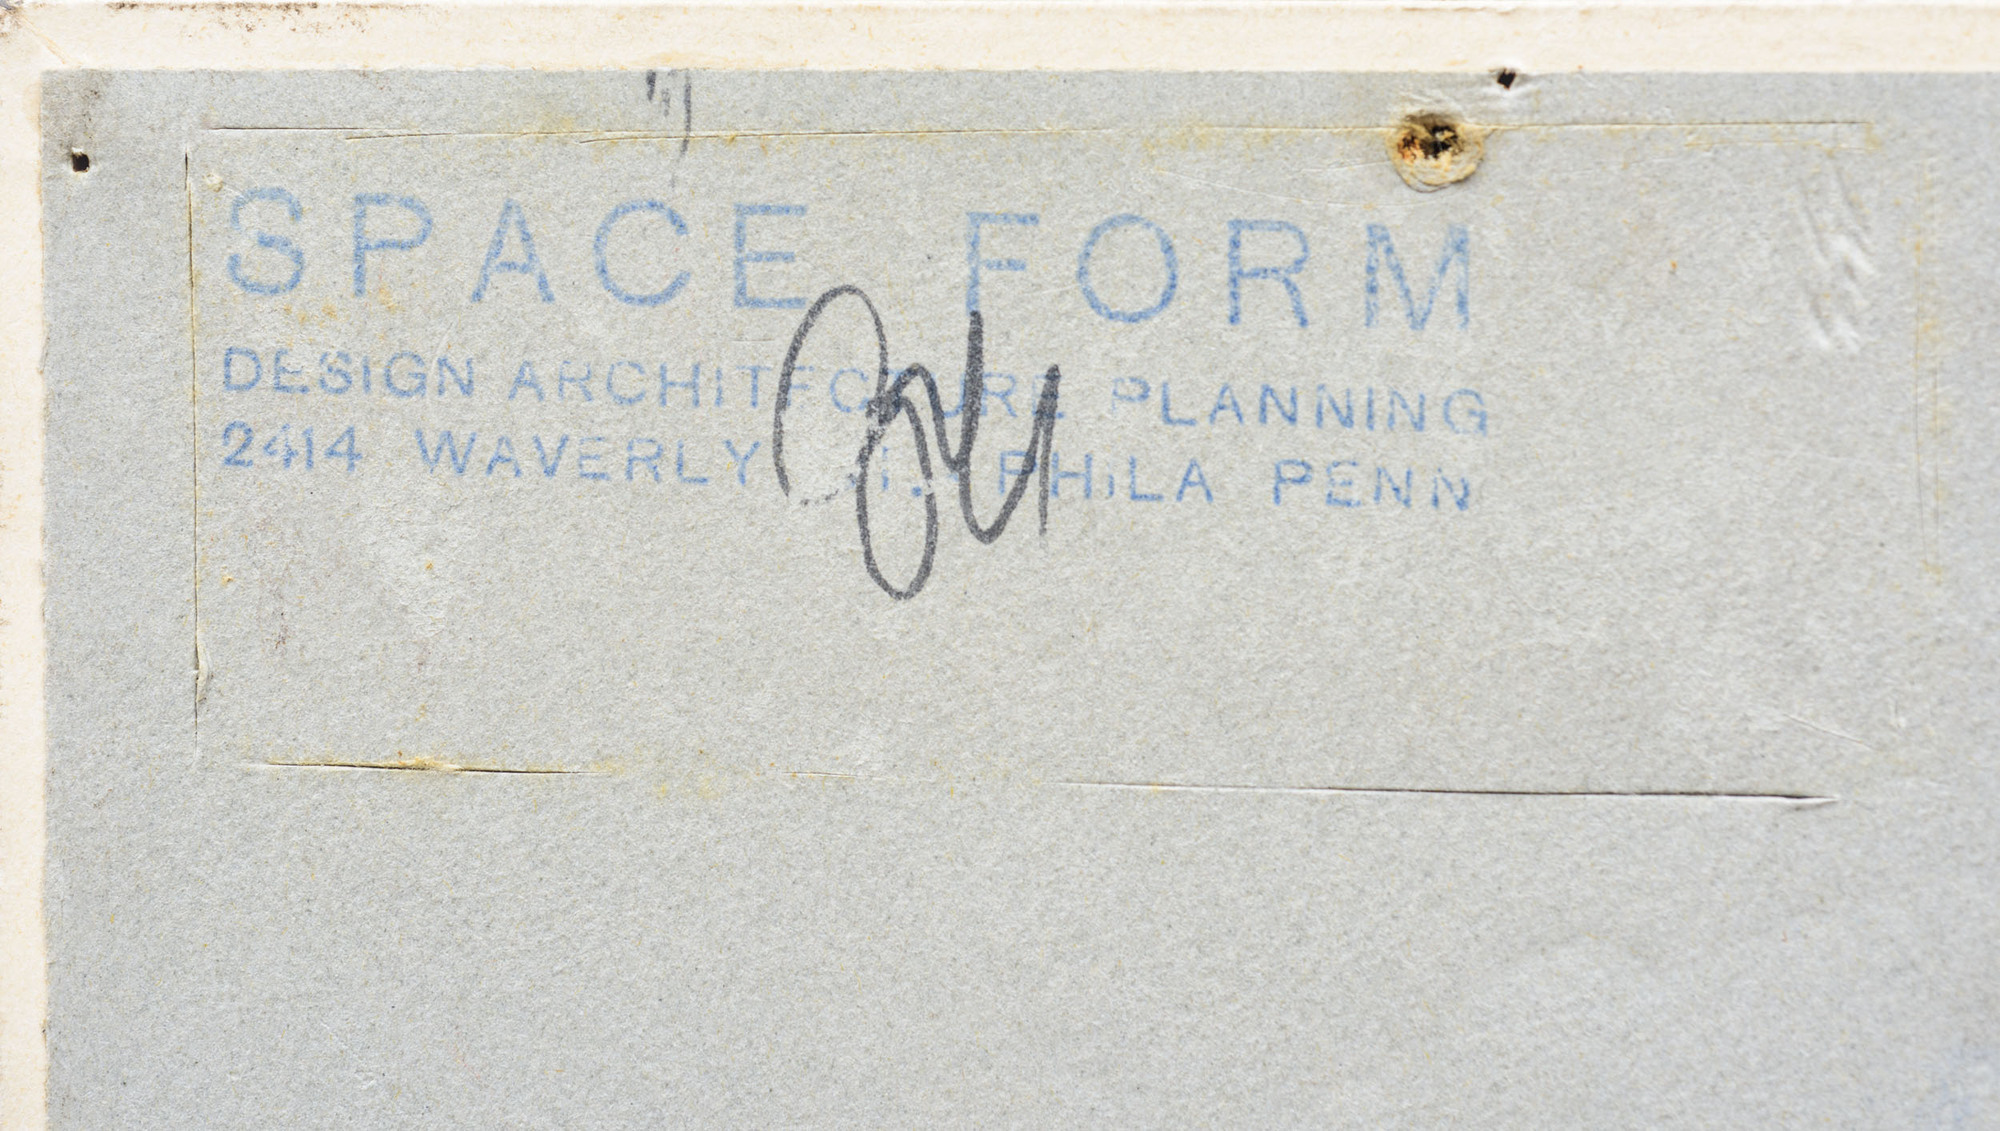 SPACE FORM
DESIGN ARCHITECTURE PLANNING
2414 WAVERLY PHILA PENN